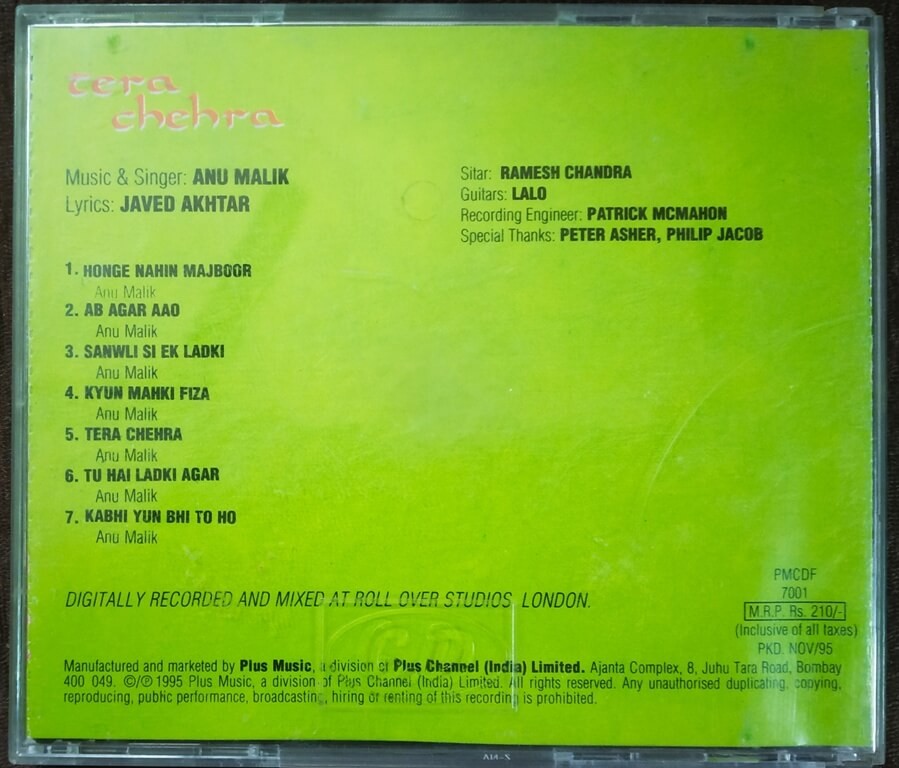 tera
chehra
Music & Singer: ANU MALIK
Lyrics: JAVED AKHTAR
Sitar: RAMESH CHANDRA
Guitars: LALO
Recording Engineer: PATRICK MCMAHON
Special Thanks: PETER ASHER, PHILIP JACOB
1. HONGE NAHIN MAJBOOR
Anu Malik
2. AB AGAR AAO
Anu Malik
3. SANWLI SI EK LADKI
Anu Malik
4. KYUN MAHKI FIZA
Anu Malik
5. TERA CHEHRA
Anu Malik
6. TU HAI LADKI AGAR
Anu Malik
7. KABHI YUN BHI TO HO
Anu Malik
DIGITALLY RECORDED AND MIXED AT ROLL OVER STUDIOS, LONDON.
PMCDF
7001
M.R.P. Rs. 210/-
(Inclusive of all taxes)
PKD. NOV/95
Manufactured and marketed by Plus Music, a division of Plus Channel (India) Limited. Ajanta Complex, 8, Juhu Tara Road, Bombay
400 049. ©/℗ 1995 Plus Music, a division of Plus Channel (India) Limited. All rights reserved. Any unauthorised duplicating, copying,
reproducing, public performance, broadcasting, hiring or renting of this recording is prohibited.
CD